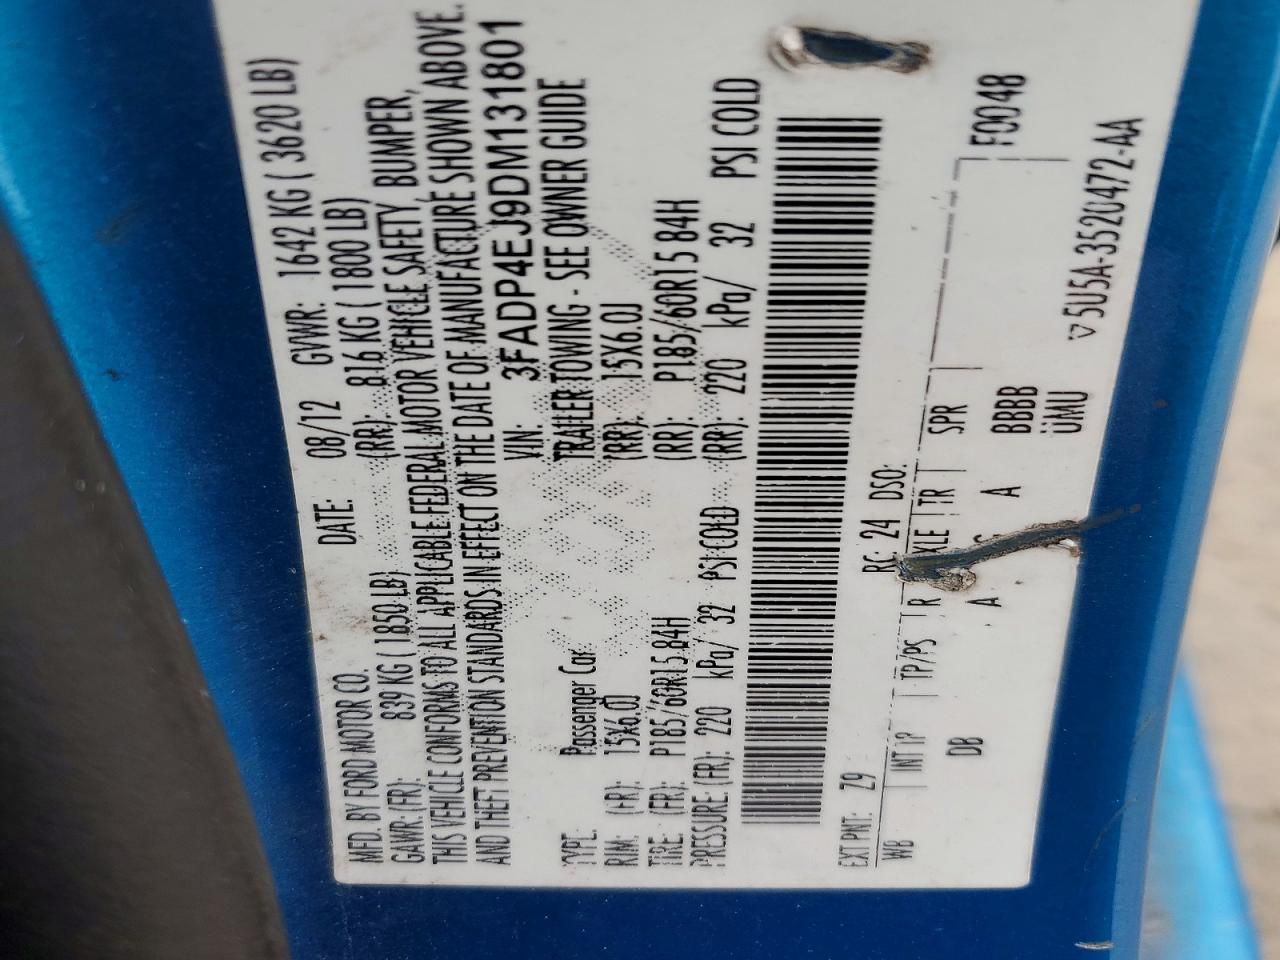 MFD. BY FORD MOTOR CO. DATE: 08/12 GVWR: 1642 KG ( 3620 LB)
GAWR: (FR): 839 KG ( 1850 LB) (RR): 816 KG ( 1800 LB)
THIS VEHICLE CONFORMS TO ALL APPLICABLE FEDERAL MOTOR VEHICLE SAFETY, BUMPER,
AND THEFT PREVENTION STANDARDS IN EFFECT ON THE DATE OF MANUFACTURE SHOWN ABOVE.
VIN: 3FADP4EJ9DM131801
TYPE: Passenger Car TRAILER TOWING - SEE OWNER GUIDE
RIM: (FR): 15X6.0J (RR): 15X6.0J
TIRE: (FR): P185/60R15 84H (RR): P185/60R15 84H
PRESSURE: (FR): 220 kPa/ 32 PSI COLD (RR): 220 kPa/ 32 PSI COLD
EXT PNT: Z9 RC: 24 DSO: F0048
WB INT TR TP/PS R TR SPR
DB A A BBBB
UMU
▽5U5A-3520472-AA